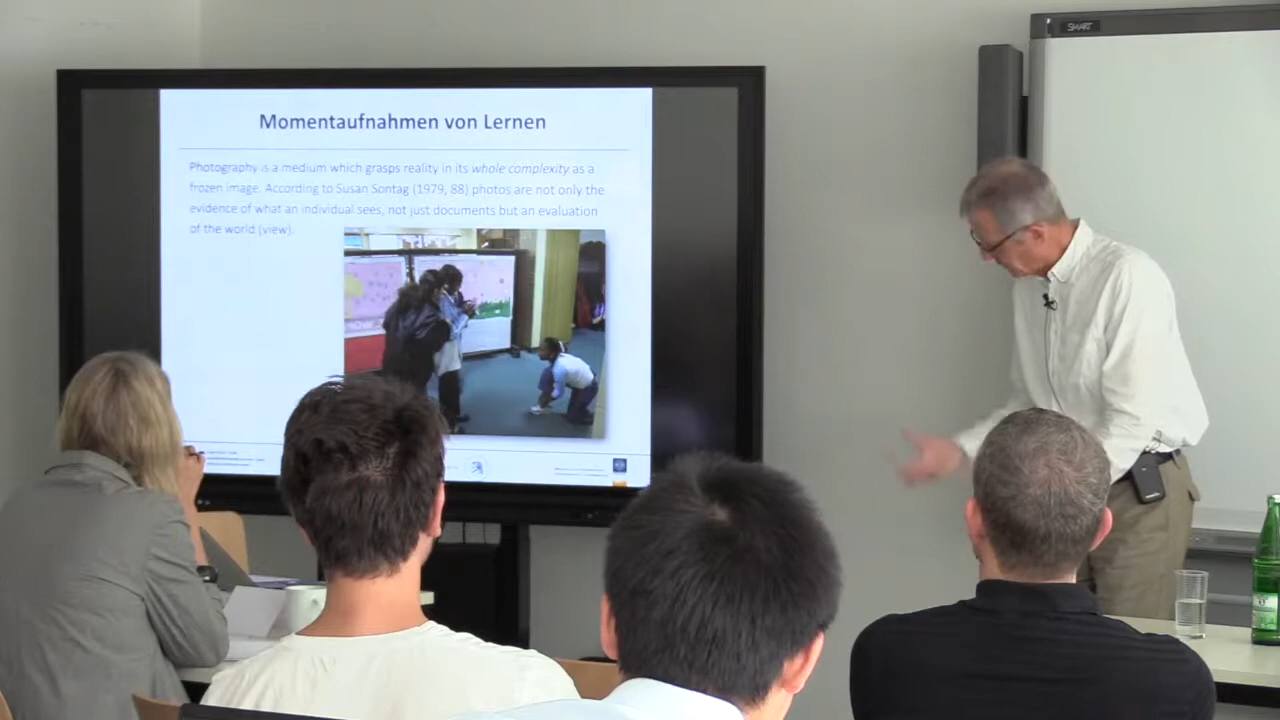 SMART
Momentaufnahmen von Lernen
Photography is a medium which grasps reality in its whole complexity as a
frozen image. According to Susan Sontag (1979, 88) photos are not only the
evidence of what an individual sees, not just documents but an evaluation
of the world (view).